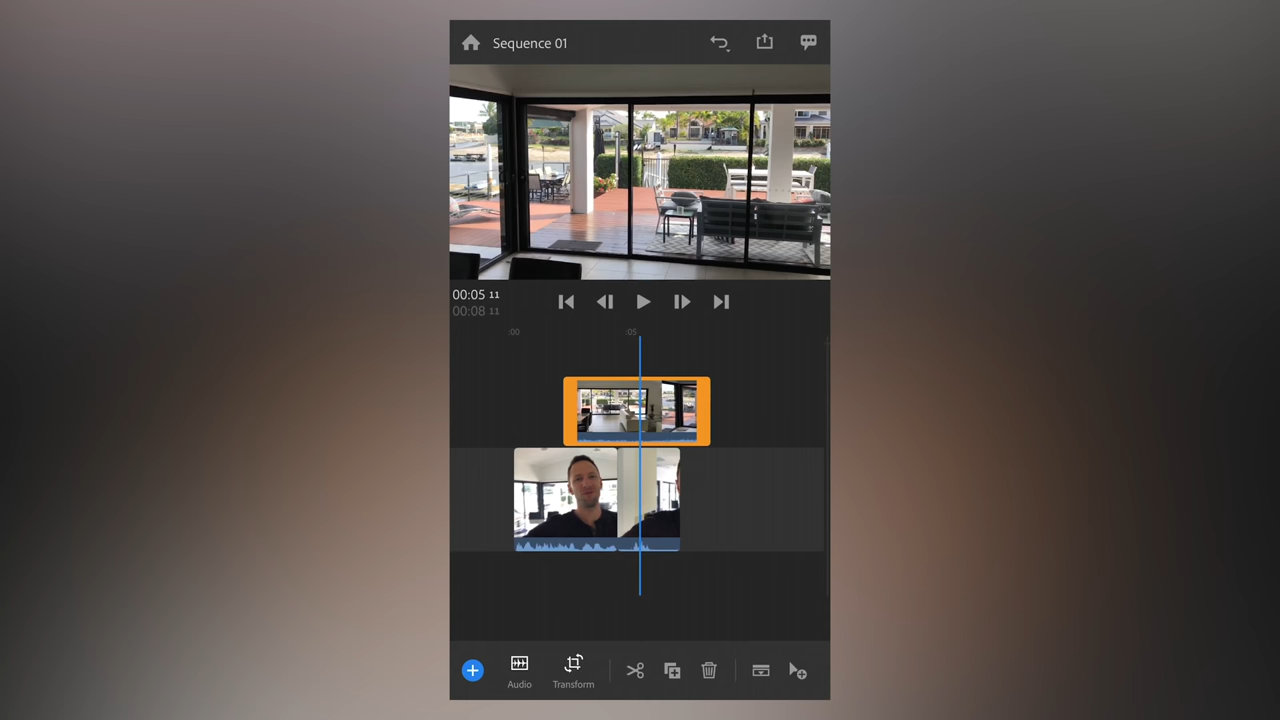 Sequence 01
00:05 11
00:08 11
:00 :05
Audio Transform